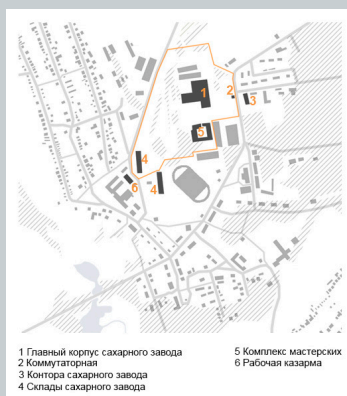 1
2
3
5
4
6
4
1 Главный корпус сахарного завода
2 Коммутаторная
3 Контора сахарного завода
4 Склады сахарного завода
5 Комплекс мастерских
6 Рабочая казарма